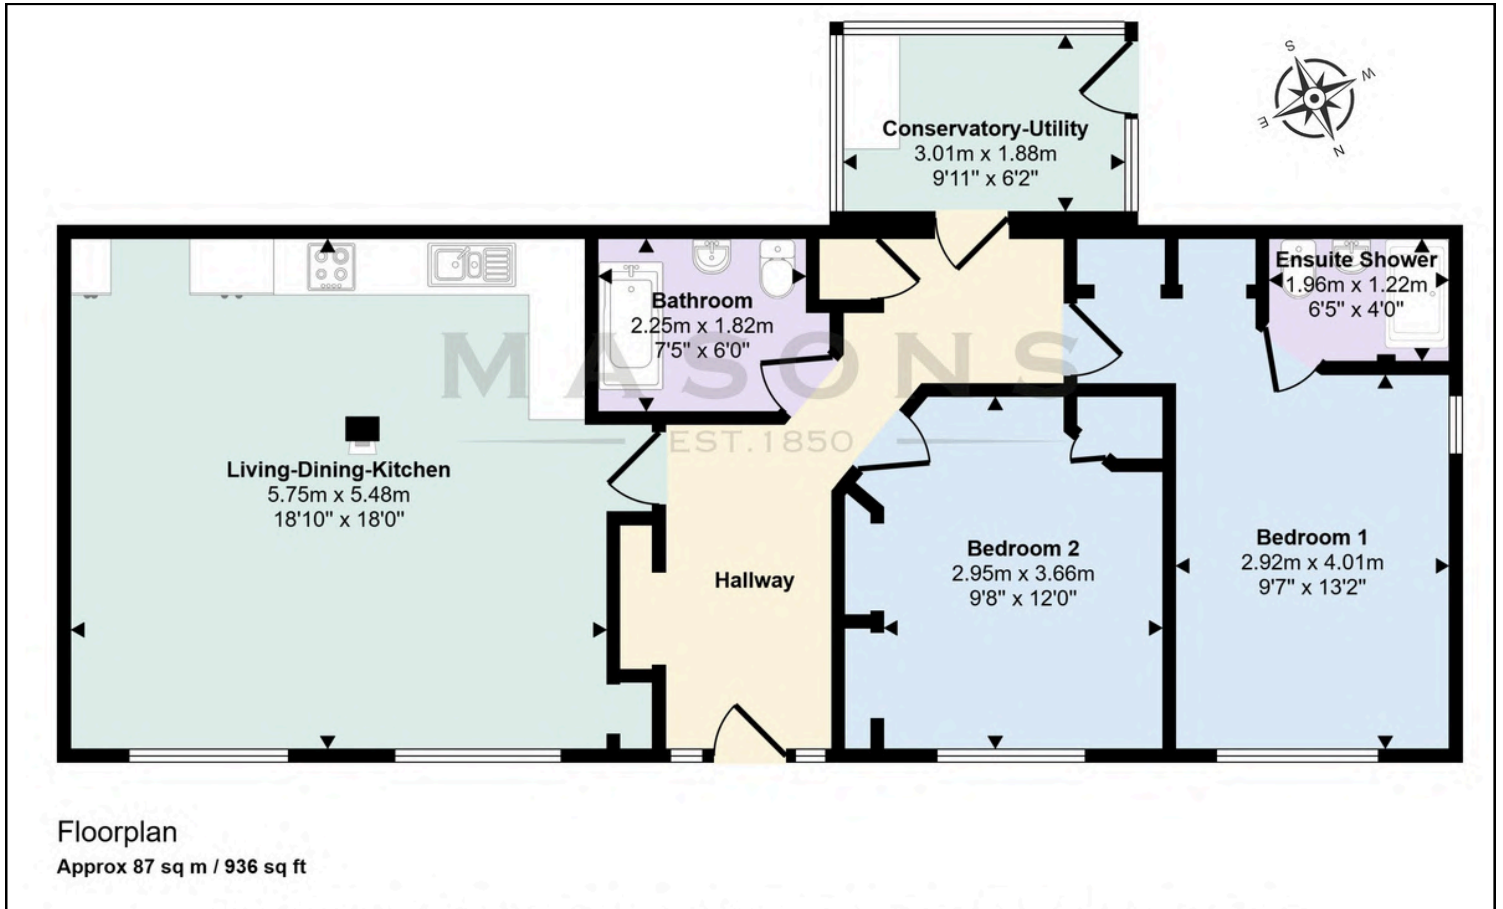 S
W
E
N
Conservatory-Utility
3.01m x 1.88m
9'11" x 6'2"
Ensuite Shower
1.96m x 1.22m
6'5" x 4'0"
Bathroom
2.25m x 1.82m
7'5" x 6'0"
MASONS
EST.1850
Living-Dining-Kitchen
5.75m x 5.48m
18'10" x 18'0"
Hallway
Bedroom 2
2.95m x 3.66m
9'8" x 12'0"
Bedroom 1
2.92m x 4.01m
9'7" x 13'2"
Floorplan
Approx 87 sq m / 936 sq ft